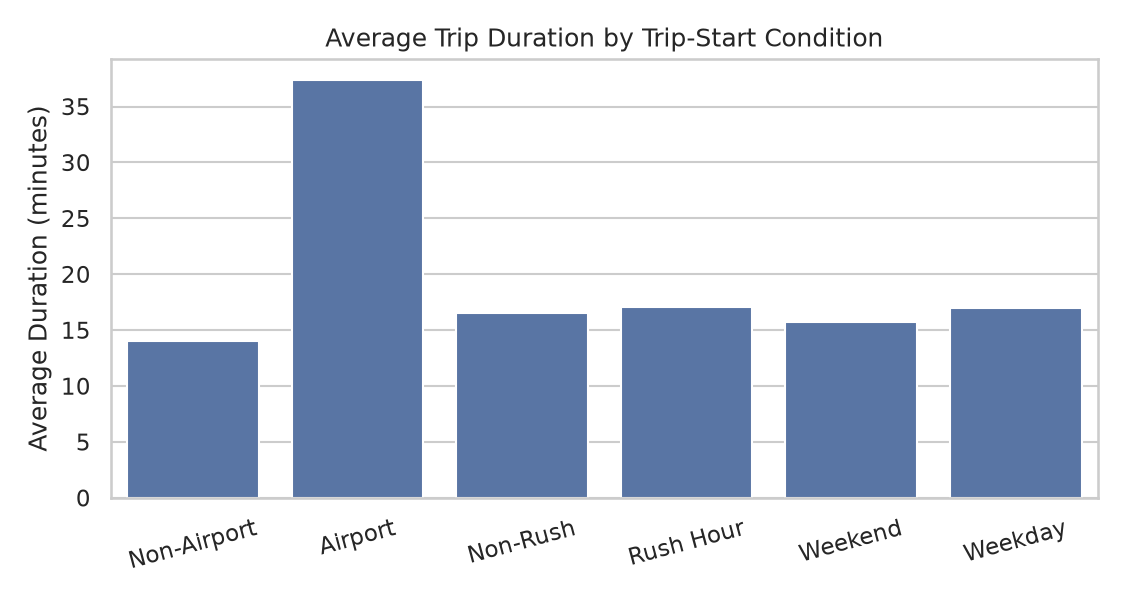 Average Trip Duration by Trip-Start Condition
Average Duration (minutes)
35
30
25
20
15
10
5
0
Non-Airport
Airport
Non-Rush
Rush Hour
Weekend
Weekday